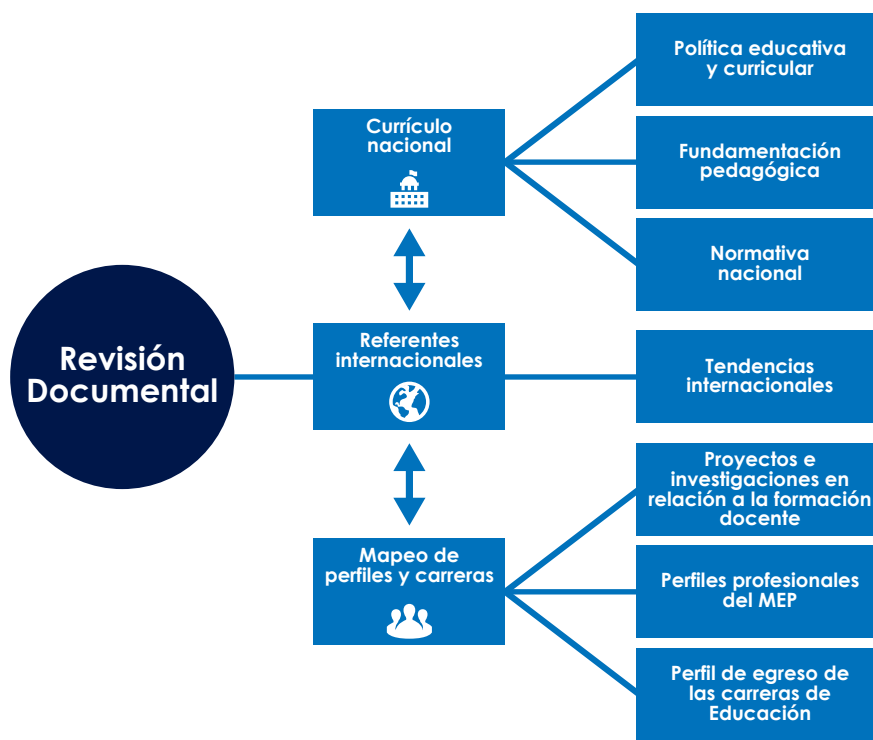 Revisión
Documental
Currículo
nacional
Política educativa
y curricular
Fundamentación
pedagógica
Normativa
nacional
Referentes
internacionales
Tendencias
internacionales
Mapeo de
perfiles y carreras
Proyectos e
investigaciones en
relación a la formación
docente
Perfiles profesionales
del MEP
Perfil de egreso de
las carreras de
Educación